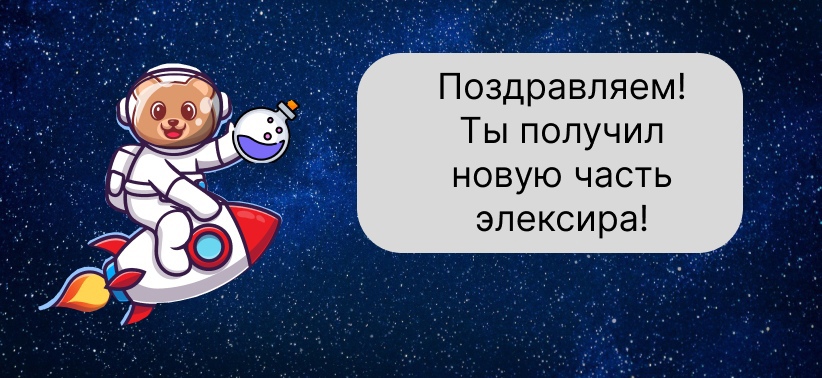 Поздравляем!
Ты получил
новую часть
элексира!